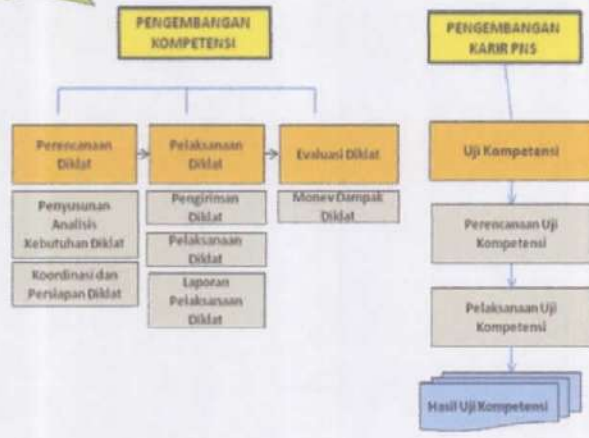 PENGEMBANGAN
KOMPETENSI
Perencanaan
Diklat
Penyusunan
Analisis
Kebutuhan Diklat
Koordinasi dan
Persiapan Diklat
Pelaksanaan
Diklat
Pengiriman
Diklat
Pelaksanaan
Diklat
Laporan
Pelaksanaan
Diklat
Evaluasi Diklat
Monev Dampak
Diklat
PENGEMBANGAN
KARIR PNS
Uji Kompetensi
Perencanaan Uji
Kompetensi
Pelaksanaan Uji
Kompetensi
Hasil Uji Kompetensi